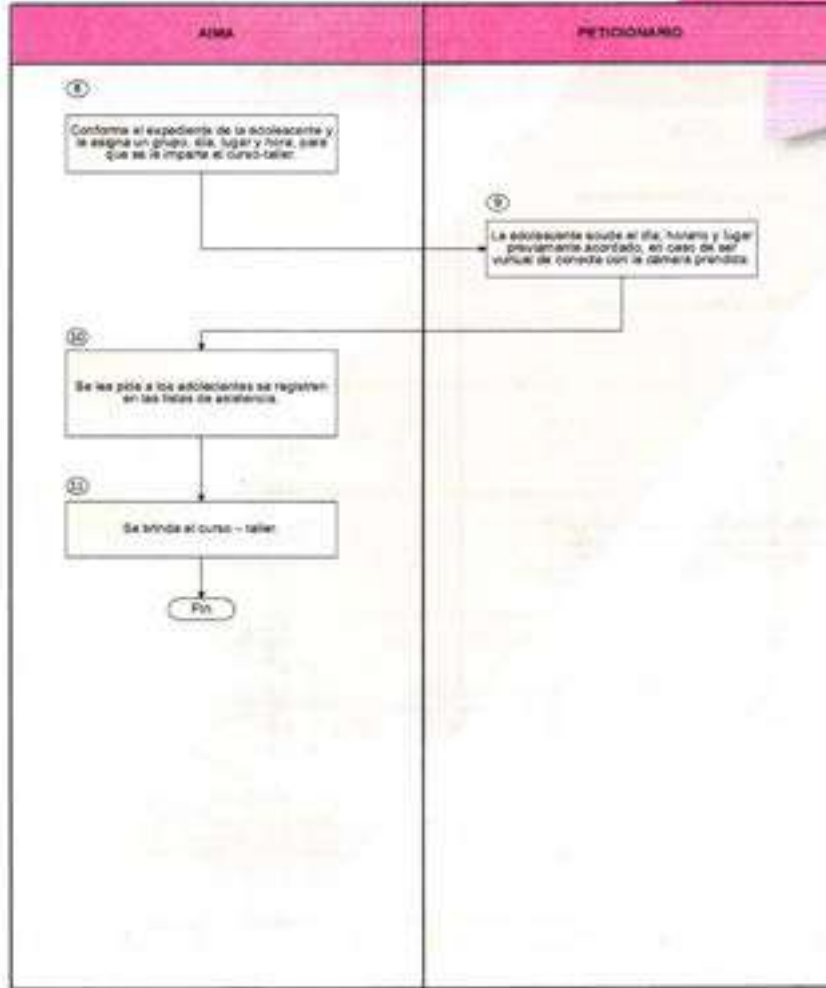 AIMA
PETICIONARIO
8
Conforma el expediente de la adolescente y
le asigna un grupo, día, lugar y hora, para
que se le imparta el curso-taller.
9
La adolescente acude el día, horario y lugar
previamente acordado, en caso de ser
virtual de conecta con la cámara prendida.
10
Se les pide a los adolecientes se registren
en las listas de asistencia.
11
Se brinda el curso – taller.
Fin